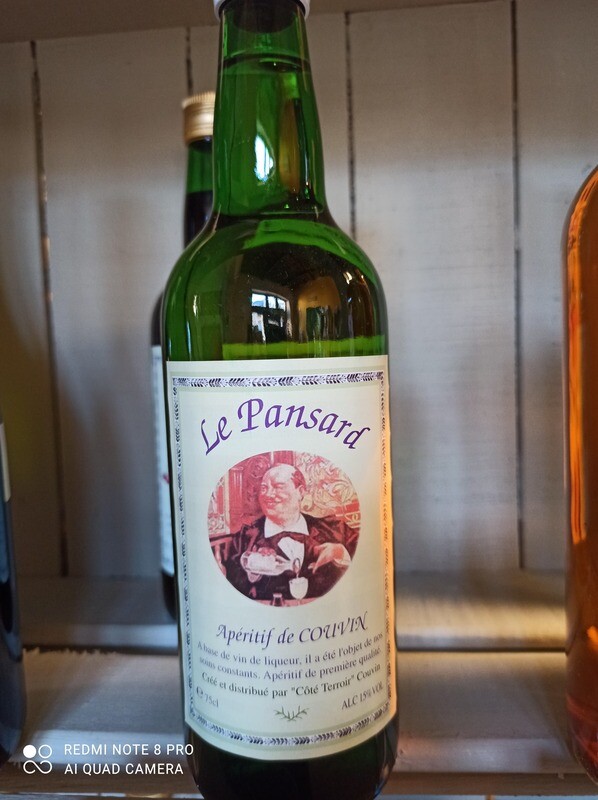 Le Pansard
Apéritif de COUVIN
A base de vin de liqueur, il a été l'objet de nos
soins constants. Apéritif de première qualité.
Créé et distribué par "Côté Terroir" Couvin
e 75cl ALC 15% VOL
REDMI NOTE 8 PRO
AI QUAD CAMERA